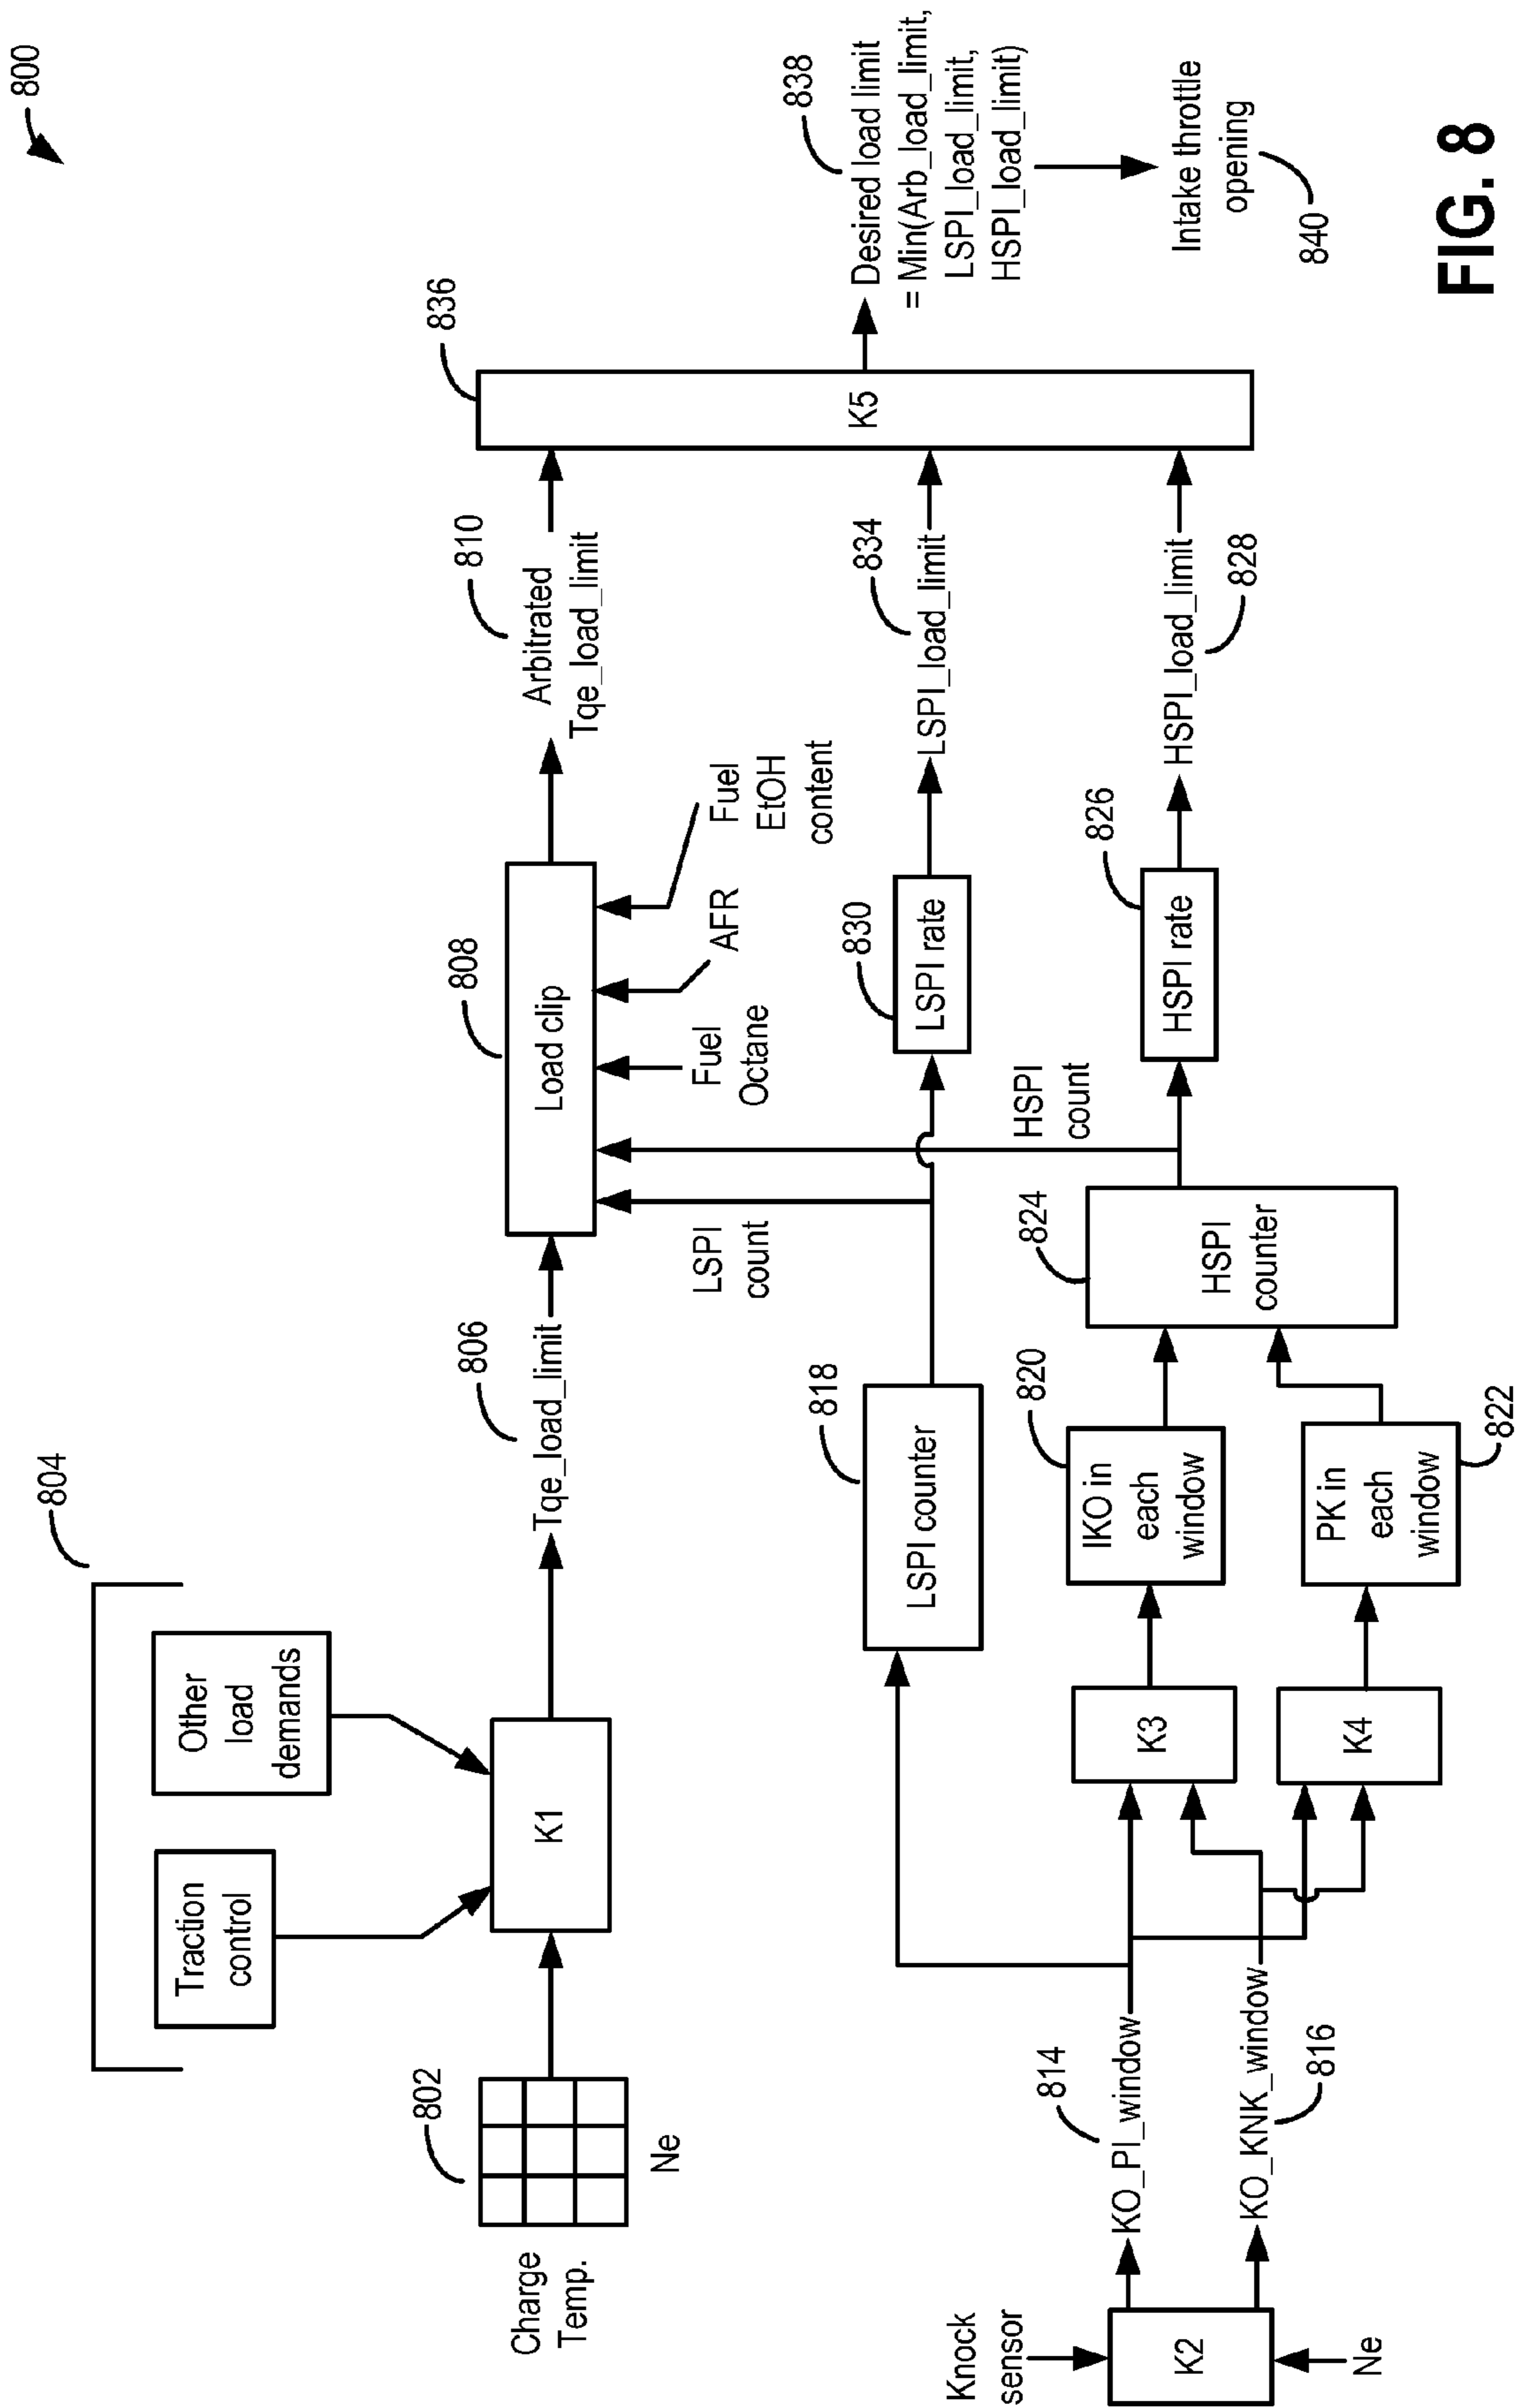 800
804
Traction
control
Other
load
demands
802
Charge
Temp.
Ne
K1
806
Tqe_load_limit
808
Load clip
LSPI
count
HSPI
count
Fuel
Octane
AFR
Fuel
EtOH
content
810
Arbitrated
Tqe_load_limit
836
K5
838
Desired load limit
= Min(Arb_load_limit,
LSPI_load_limit,
HSPI_load_limit)
Intake throttle
opening
840
818
LSPI counter
830
LSPI rate
834
LSPI_load_limit
Knock
sensor
K2
Ne
814
KO_PI_window
KO_KNK_window
816
K3
K4
820
IKO in
each
window
PK in
each
window
822
824
HSPI
counter
826
HSPI rate
HSPI_load_limit
828
FIG. 8